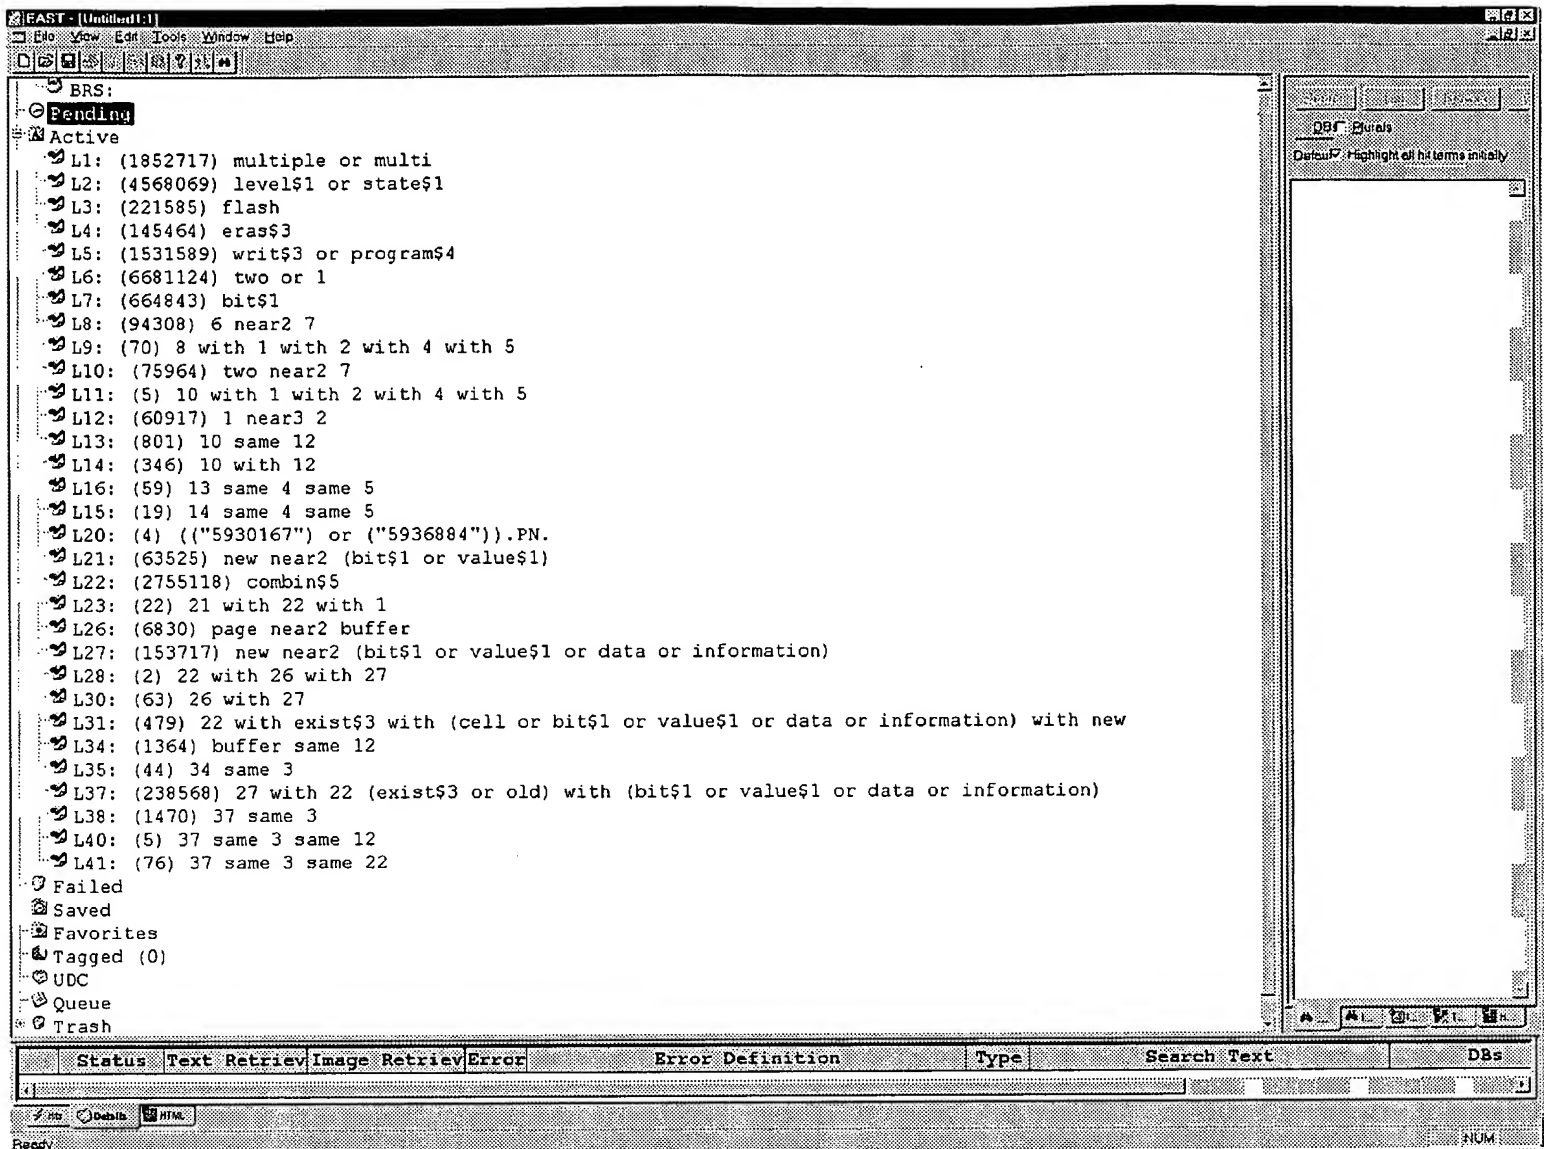 EAST - [Untitled1:1]
File View Edit Tools Window Help
BRS:
Pending
Active
L1: (1852717) multiple or multi
L2: (4568069) level$1 or state$1
L3: (221585) flash
L4: (145464) eras$3
L5: (1531589) writ$3 or program$4
L6: (6681124) two or 1
L7: (664843) bit$1
L8: (94308) 6 near2 7
L9: (70) 8 with 1 with 2 with 4 with 5
L10: (75964) two near2 7
L11: (5) 10 with 1 with 2 with 4 with 5
L12: (60917) 1 near3 2
L13: (801) 10 same 12
L14: (346) 10 with 12
L16: (59) 13 same 4 same 5
L15: (19) 14 same 4 same 5
L20: (4) (("5930167") or ("5936884")).PN.
L21: (63525) new near2 (bit$1 or value$1)
L22: (2755118) combin$5
L23: (22) 21 with 22 with 1
L26: (6830) page near2 buffer
L27: (153717) new near2 (bit$1 or value$1 or data or information)
L28: (2) 22 with 26 with 27
L30: (63) 26 with 27
L31: (479) 22 with exist$3 with (cell or bit$1 or value$1 or data or information) with new
L34: (1364) buffer same 12
L35: (44) 34 same 3
L37: (238568) 27 with 22 (exist$3 or old) with (bit$1 or value$1 or data or information)
L38: (1470) 37 same 3
L40: (5) 37 same 3 same 12
L41: (76) 37 same 3 same 22
Failed
Saved
Favorites
Tagged (0)
UDC
Queue
Trash
DBs Plurals
Defau Highlight all hit terms initially
Status Text Retriev Image Retriev Error Error Definition Type Search Text DBs
Details HTML
Ready NUM